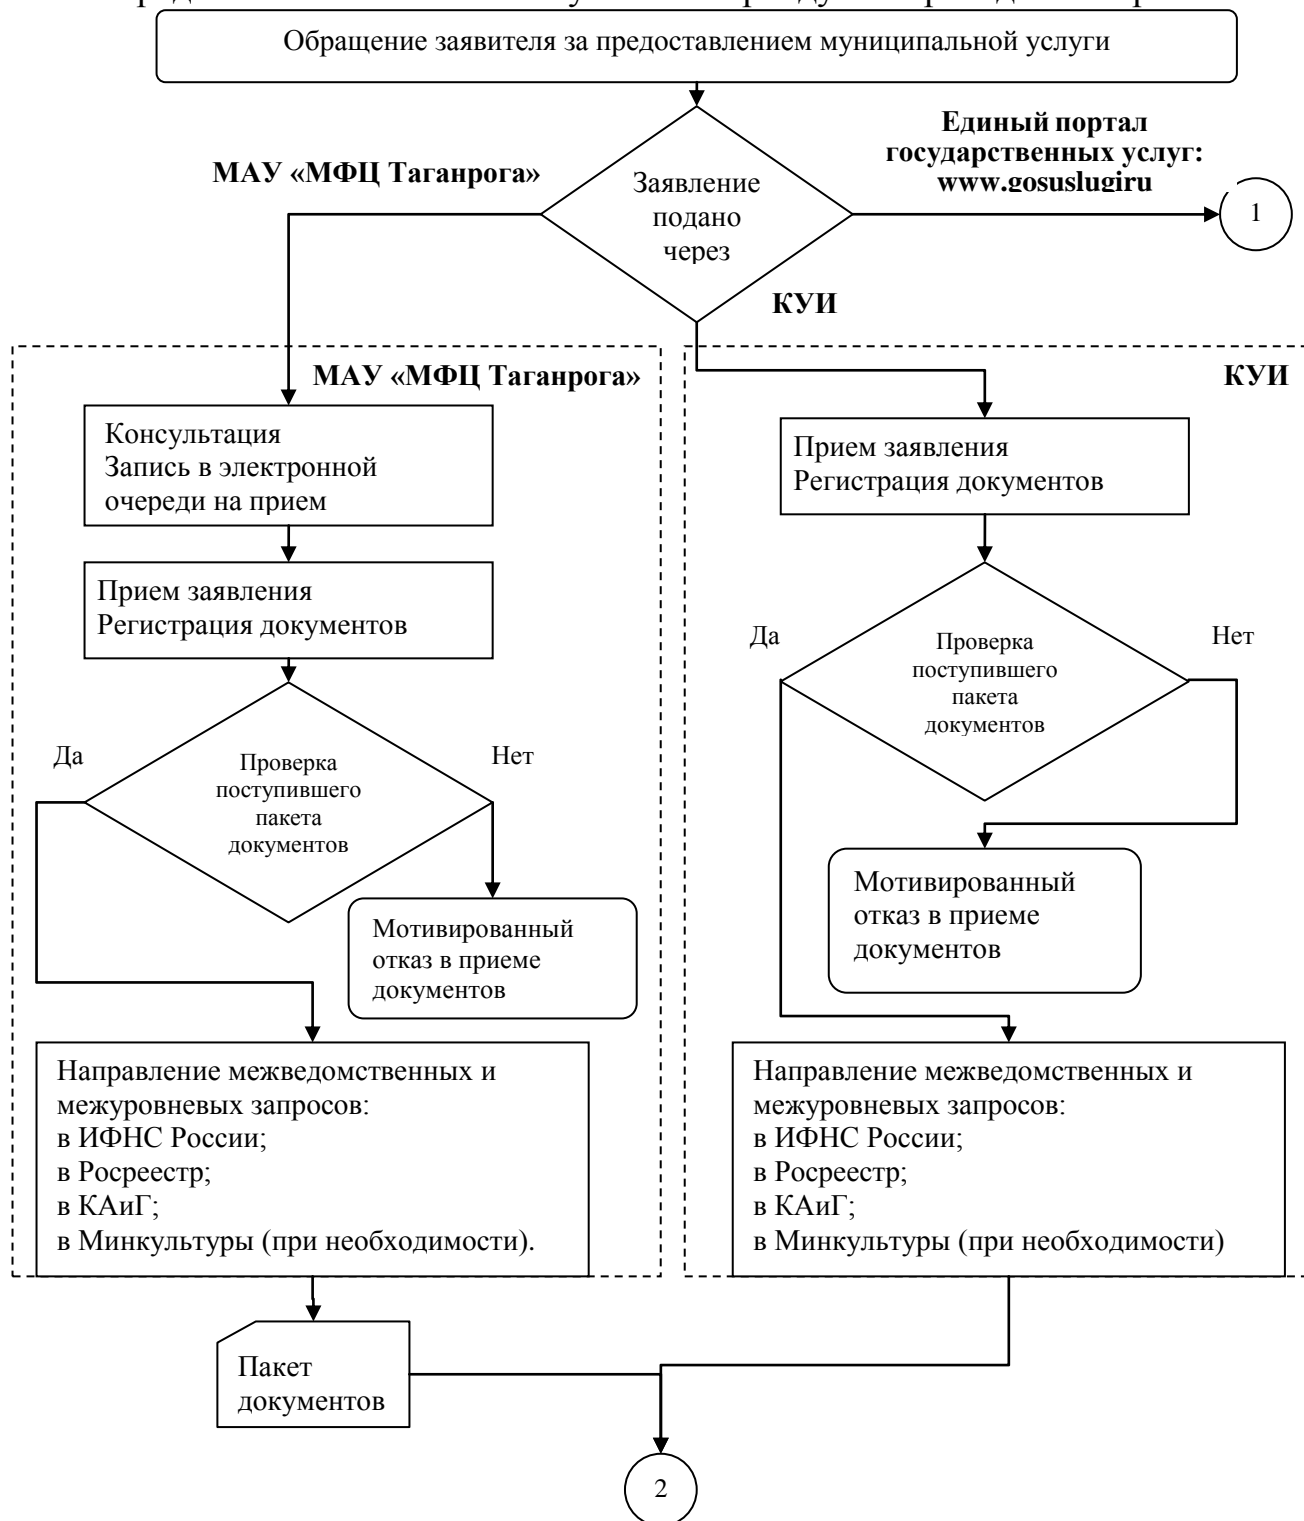 Обращение заявителя за предоставлением муниципальной услуги
МАУ «МФЦ Таганрога»
Заявление
подано
через
Единый портал
государственных услуг:
www.gosuslugiru
1
КУИ
МАУ «МФЦ Таганрога»
Консультация
Запись в электронной
очереди на прием
Прием заявления
Регистрация документов
Да
Нет
Проверка
поступившего
пакета
документов
Мотивированный
отказ в приеме
документов
Направление межведомственных и
межуровневых запросов:
в ИФНС России;
в Росреестр;
в КАиГ;
в Минкультуры (при необходимости).
КУИ
Прием заявления
Регистрация документов
Да
Нет
Проверка
поступившего
пакета
документов
Мотивированный
отказ в приеме
документов
Направление межведомственных и
межуровневых запросов:
в ИФНС России;
в Росреестр;
в КАиГ;
в Минкультуры (при необходимости)
Пакет
документов
2